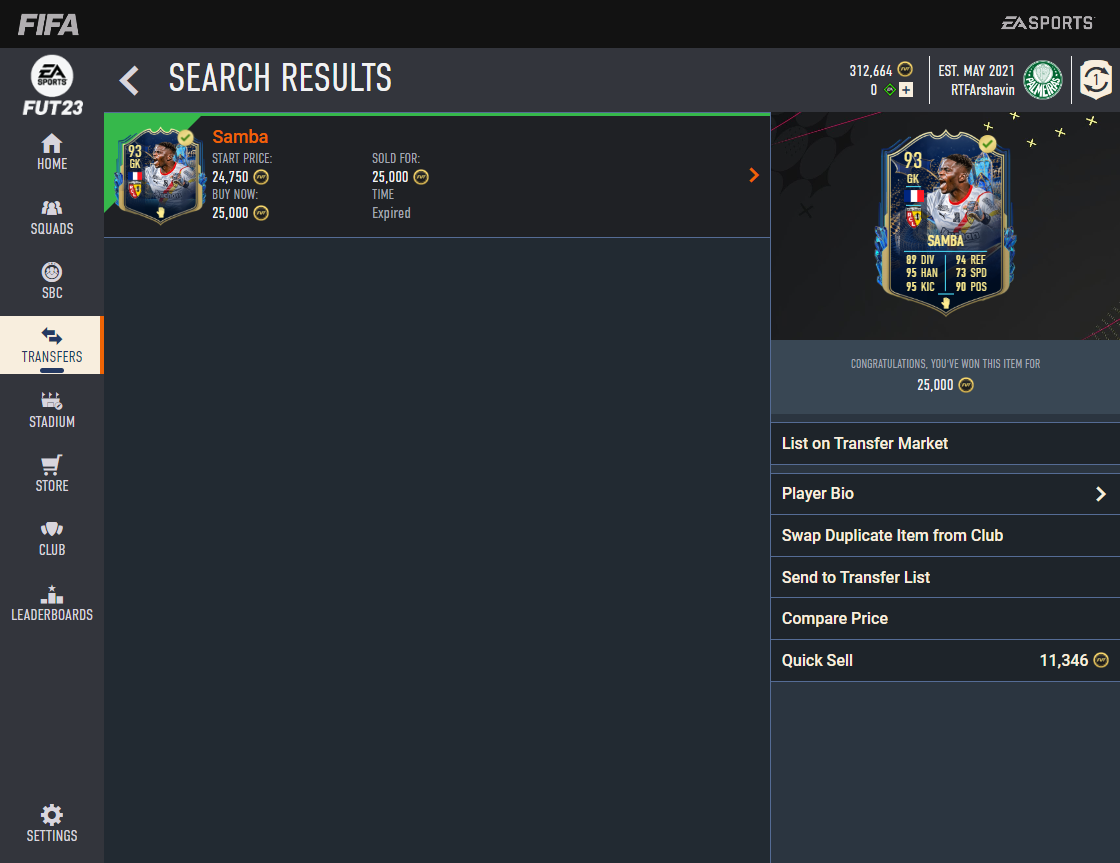 FIFA
EA SPORTS
EA SPORTS
FUT23
SEARCH RESULTS
312,664
0
EST. MAY 2021
RTFArshavin
PALMEIRAS
1
HOME
SQUADS
SBC
TRANSFERS
STADIUM
STORE
CLUB
LEADERBOARDS
SETTINGS
93
GK
Samba
START PRICE:
24,750
BUY NOW:
25,000
SOLD FOR:
25,000
TIME
Expired
93
GK
SAMBA
89 DIV 94 REF
95 HAN 73 SPD
95 KIC 90 POS
CONGRATULATIONS, YOU'VE WON THIS ITEM FOR
25,000
List on Transfer Market
Player Bio
Swap Duplicate Item from Club
Send to Transfer List
Compare Price
Quick Sell 11,346